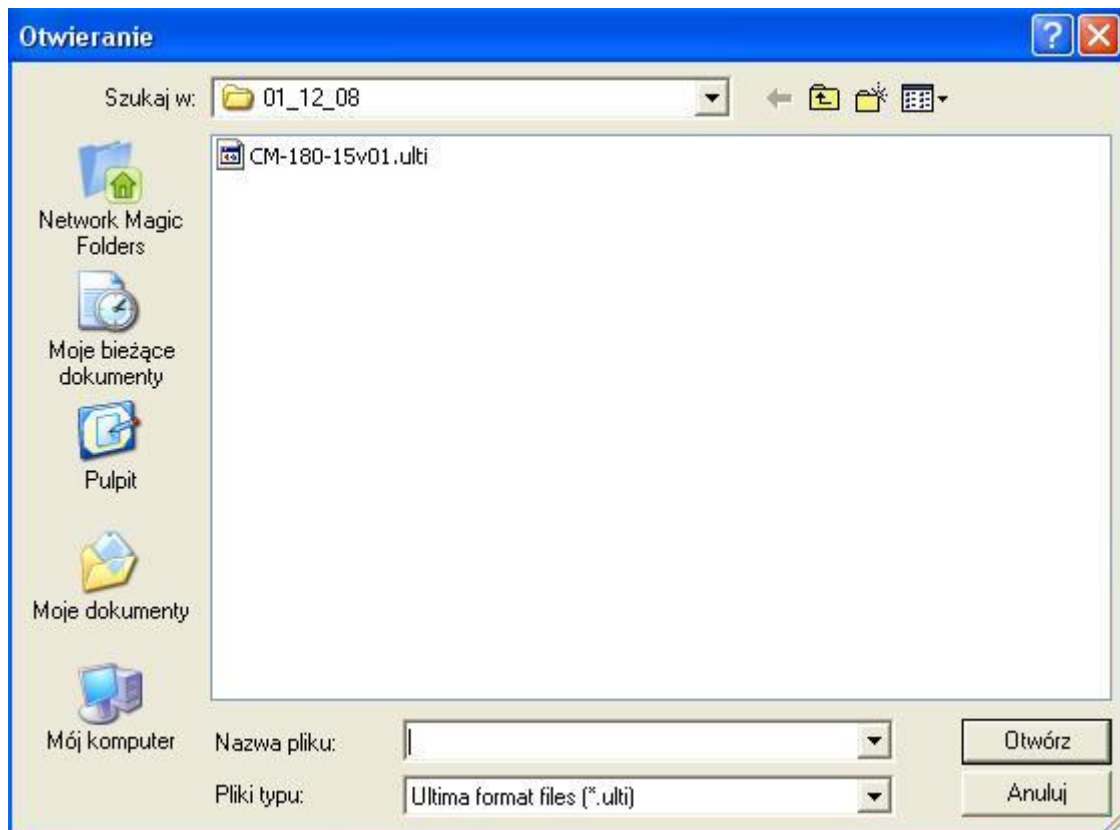 Otwieranie
Szukaj w: 01_12_08
CM-180-15v01.ulti
Network Magic
Folders
Moje bieżące
dokumenty
Pulpit
Moje dokumenty
Mój komputer
Nazwa pliku:
Otwórz
Pliki typu: Ultima format files (*.ulti)
Anuluj